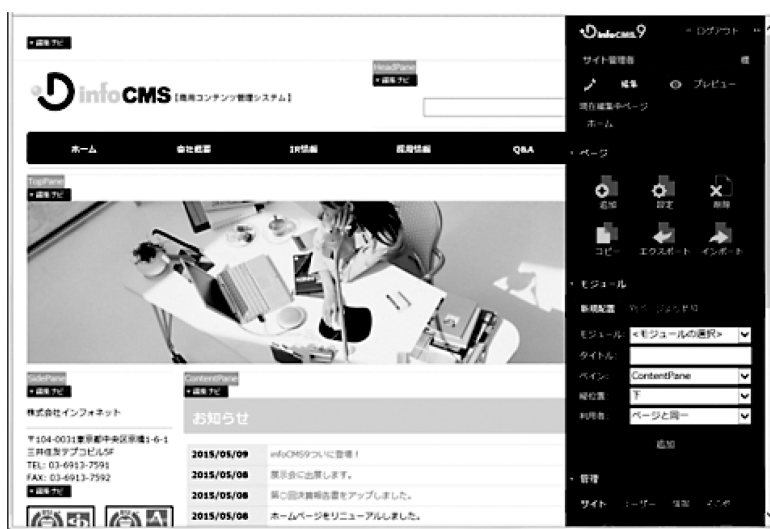 infoCMS9
ログアウト
サイト管理者 様
▾編集ナビ
編集 プレビュー
HeadPane
▾編集ナビ
infoCMS【商用コンテンツ管理システム】
現在編集中ページ
ホーム
ホーム 会社概要 IR情報 採用情報 Q&A
ページ
TopPane
▾編集ナビ
追加 設定 削除
コピー エクスポート インポート
モジュール
新規配置
モジュール: <モジュールの選択>
タイトル:
ペイン: ContentPane
縦位置: 下
利用者: ページと同一
追加
SidePane
▾編集ナビ
ContentPane
▾編集ナビ
株式会社インフォネット
お知らせ
〒104-0031東京都中央区京橋1-6-1
三井住友テプコビル5F
TEL: 03-6913-7591
FAX: 03-6913-7592
▾編集ナビ
2015/05/09 infoCMS9ついに登場！
2015/05/08 展示会に出展します。
2015/05/08 第○回決算報告書をアップしました。
2015/05/08 ホームページをリニューアルしました。
管理
サイト ユーザー